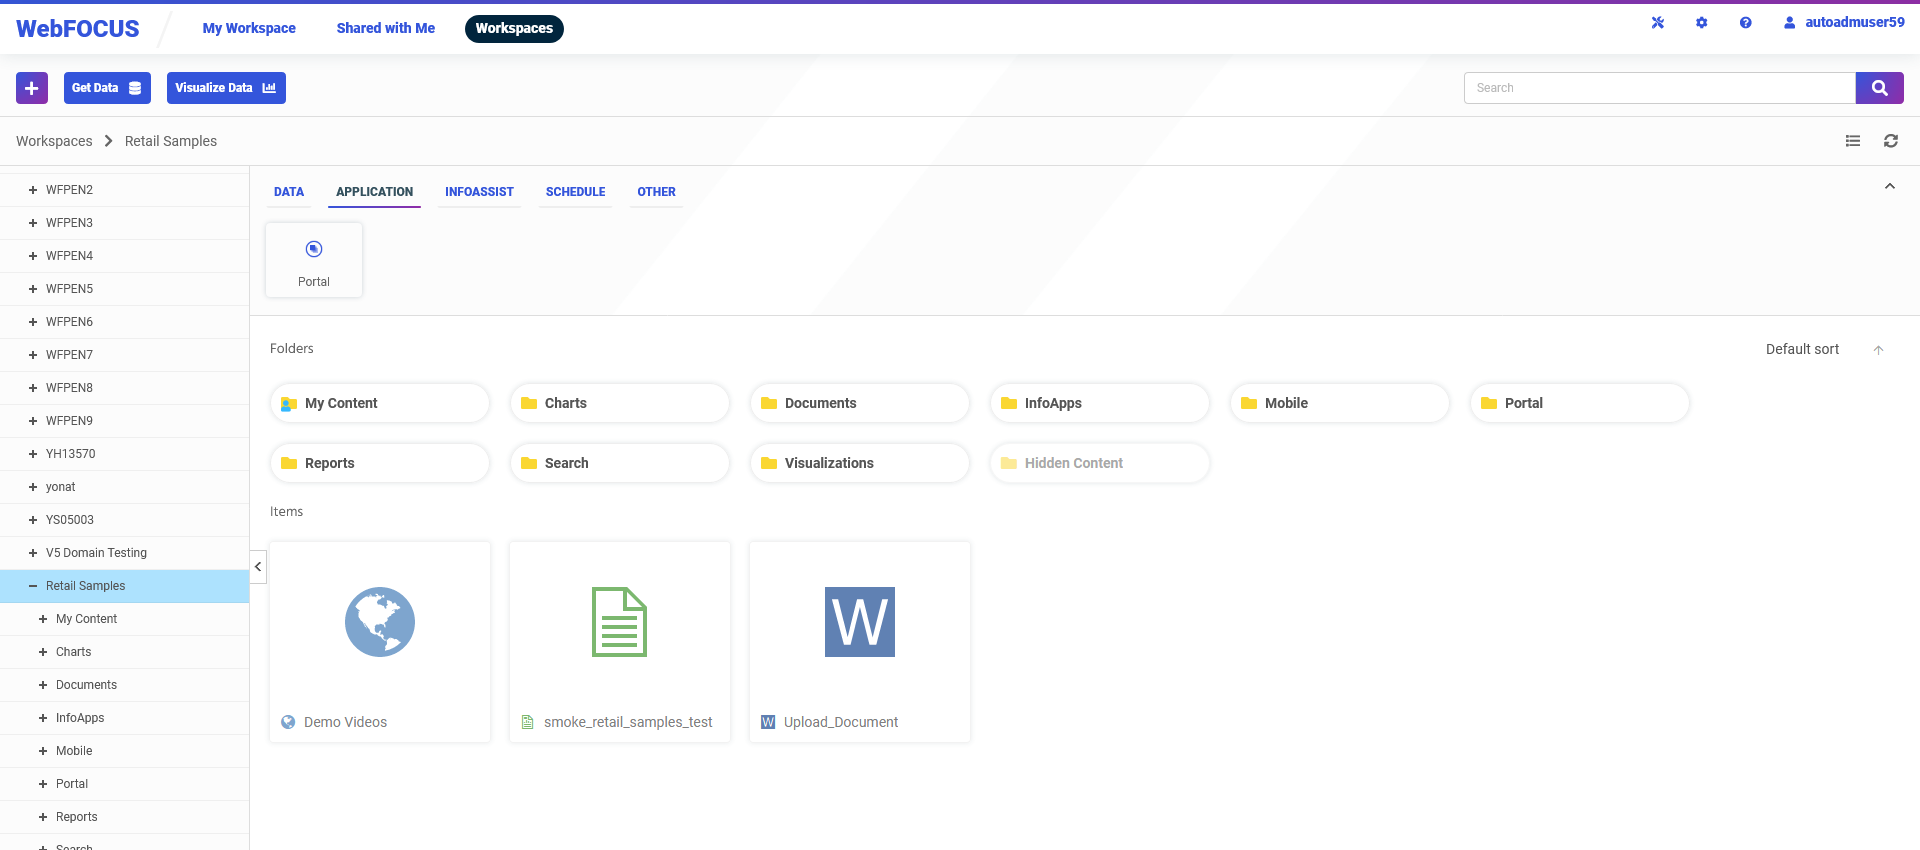 WebFOCUS
My Workspace
Shared with Me
Workspaces
autoadmuser59
Get Data
Visualize Data
Search
Workspaces
Retail Samples
WFPEN2
WFPEN3
WFPEN4
WFPEN5
WFPEN6
WFPEN7
WFPEN8
WFPEN9
YH13570
yonat
YS05003
V5 Domain Testing
Retail Samples
My Content
Charts
Documents
InfoApps
Mobile
Portal
Reports
Search
DATA
APPLICATION
INFOASSIST
SCHEDULE
OTHER
Portal
Folders
Default sort
My Content
Charts
Documents
InfoApps
Mobile
Portal
Reports
Search
Visualizations
Hidden Content
Items
W
Demo Videos
smoke_retail_samples_test
W
Upload_Document